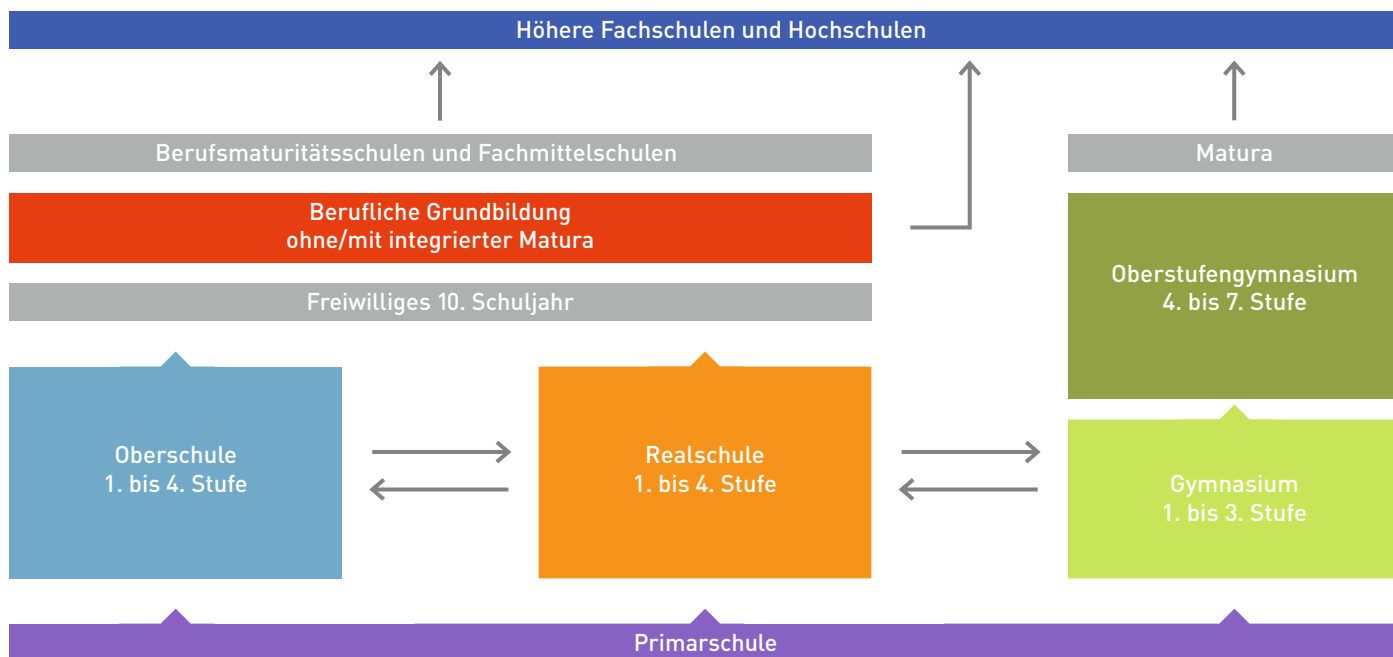 Höhere Fachschulen und Hochschulen
Berufsmaturitätsschulen und Fachmittelschulen
Matura
Berufliche Grundbildung
ohne/mit integrierter Matura
Oberstufengymnasium
4. bis 7. Stufe
Freiwilliges 10. Schuljahr
Oberschule
1. bis 4. Stufe
Realschule
1. bis 4. Stufe
Gymnasium
1. bis 3. Stufe
Primarschule